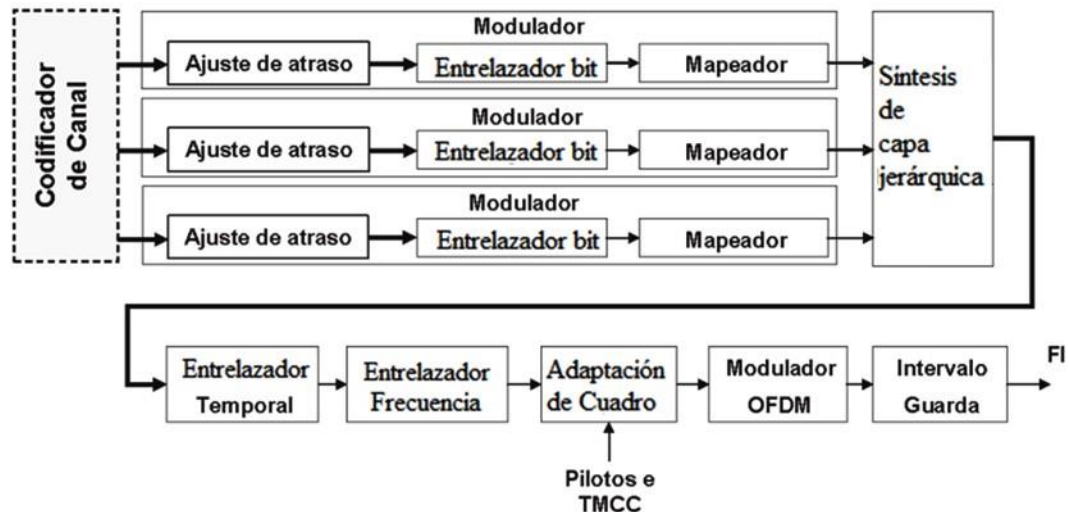 Codificador
de Canal
Modulador
Ajuste de atraso
Entrelazador bit
Mapeador
Modulador
Ajuste de atraso
Entrelazador bit
Mapeador
Modulador
Ajuste de atraso
Entrelazador bit
Mapeador
Síntesis
de
capa
jerárquica
Entrelazador
Temporal
Entrelazador
Frecuencia
Adaptación
de Cuadro
Modulador
OFDM
Intervalo
Guarda
FI
Pilotos e
TMCC